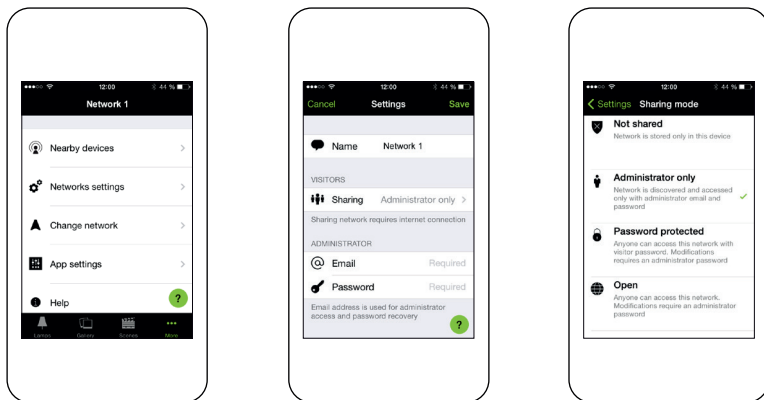 12:00
44 %
Network 1
Nearby devices
Networks settings
Change network
App settings
Help
?
Lamps
Gallery
Scenes
More
12:00
44 %
Cancel
Settings
Save
Name
Network 1
VISITORS
Sharing
Administrator only
Sharing network requires internet connection
ADMINISTRATOR
@
Email
Required
Password
Required
Email address is used for administrator
access and password recovery
?
12:00
44 %
Settings
Sharing mode
Not shared
Network is stored only in this device
Administrator only
Network is discovered and accessed
only with administrator email and
password
Password protected
Anyone can access this network with
visitor password. Modifications
requires an administrator password
Open
Anyone can access this network.
Modifications require an administrator
password